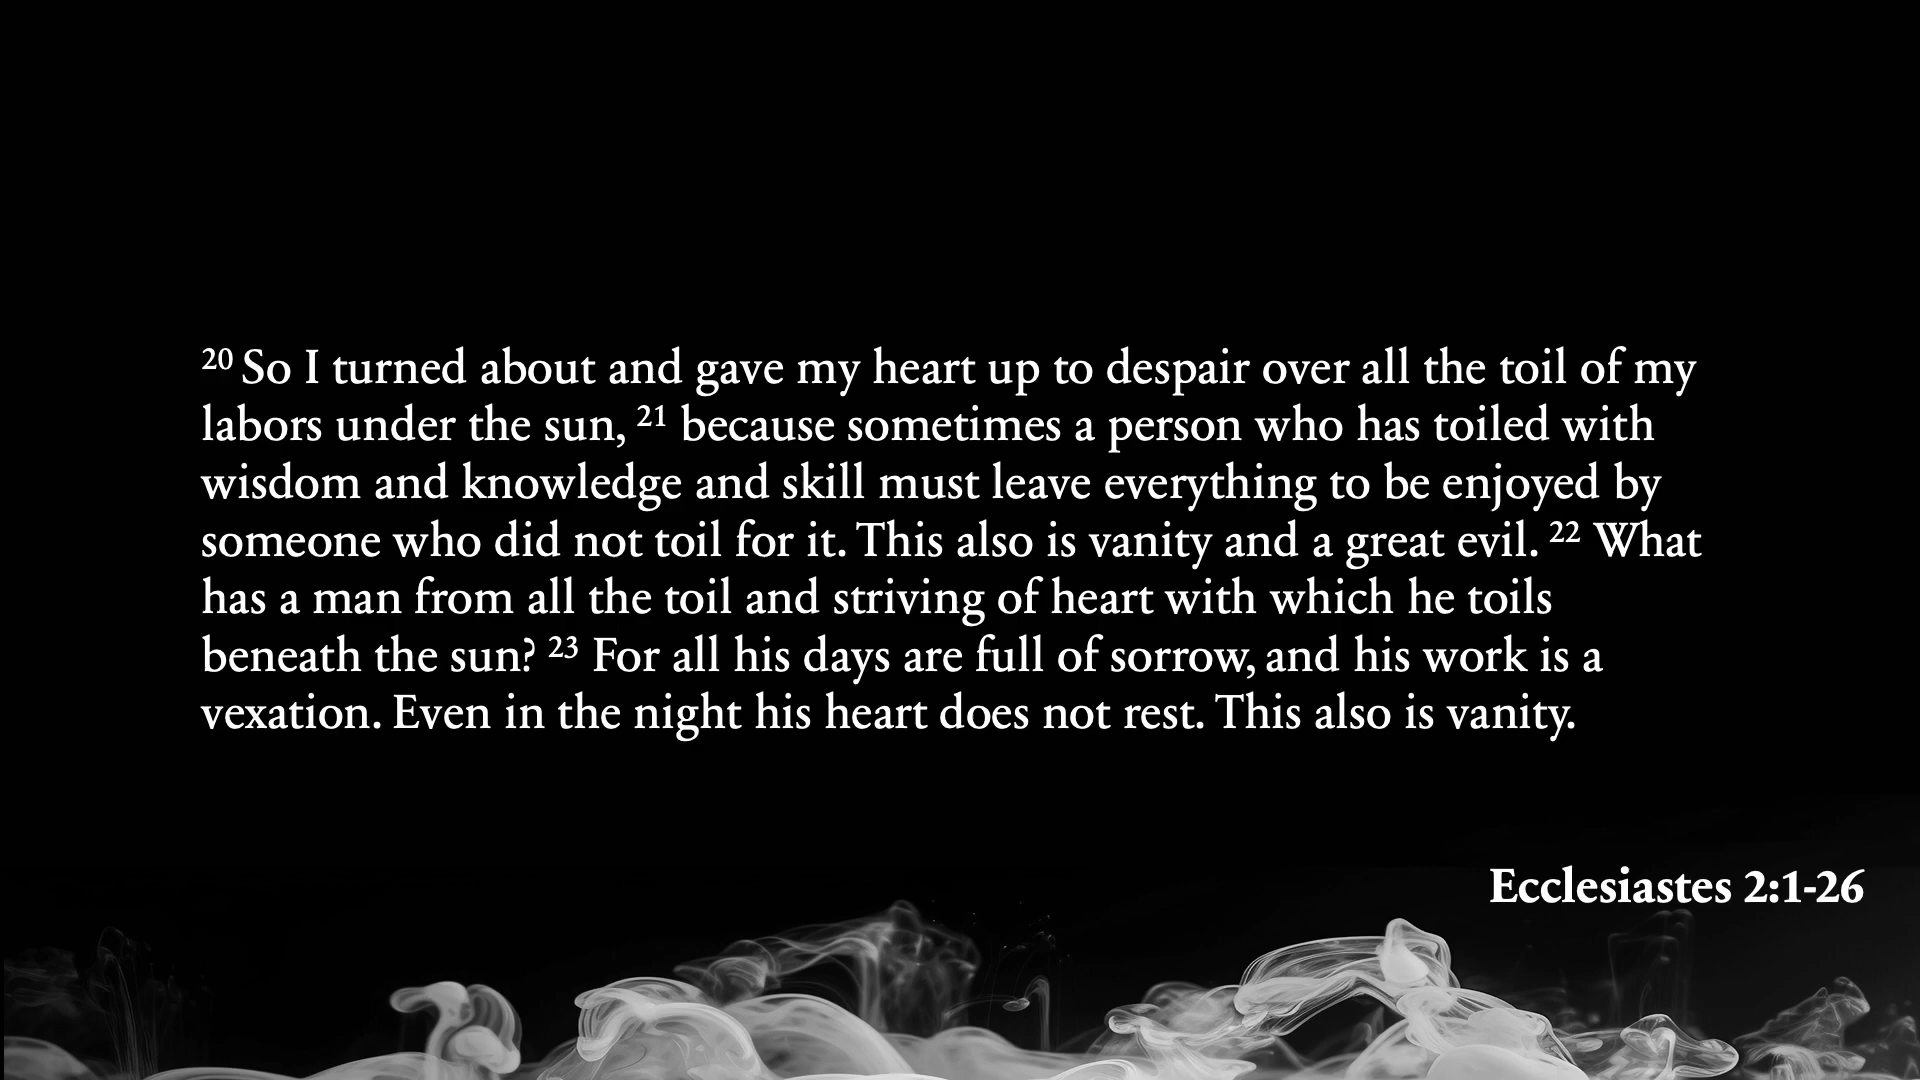 20 So I turned about and gave my heart up to despair over all the toil of my
labors under the sun, 21 because sometimes a person who has toiled with
wisdom and knowledge and skill must leave everything to be enjoyed by
someone who did not toil for it. This also is vanity and a great evil. 22 What
has a man from all the toil and striving of heart with which he toils
beneath the sun? 23 For all his days are full of sorrow, and his work is a
vexation. Even in the night his heart does not rest. This also is vanity.
Ecclesiastes 2:1-26